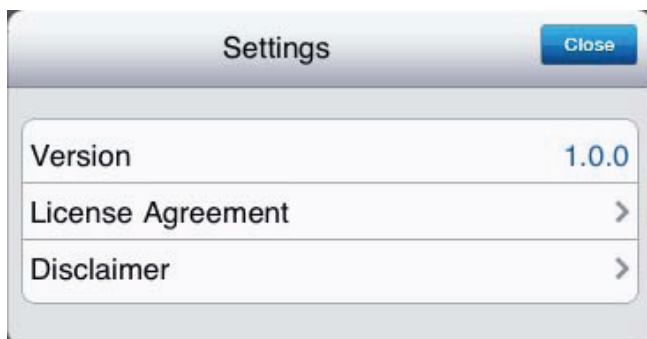 Settings
Close
Version 1.0.0
License Agreement
Disclaimer